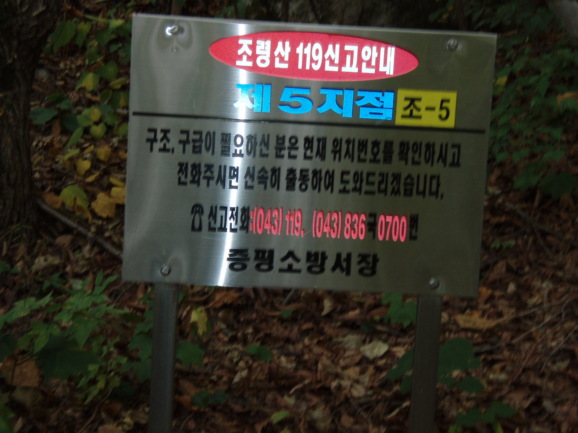 조령산 119신고안내
제 5 지점 조-5
구조, 구급이 필요하신 분은 현재 위치번호를 확인하시고
전화주시면 신속히 출동하여 도와드리겠습니다.
☎ 신고전화:(043) 119, (043) 836국 0700번
증평소방서장